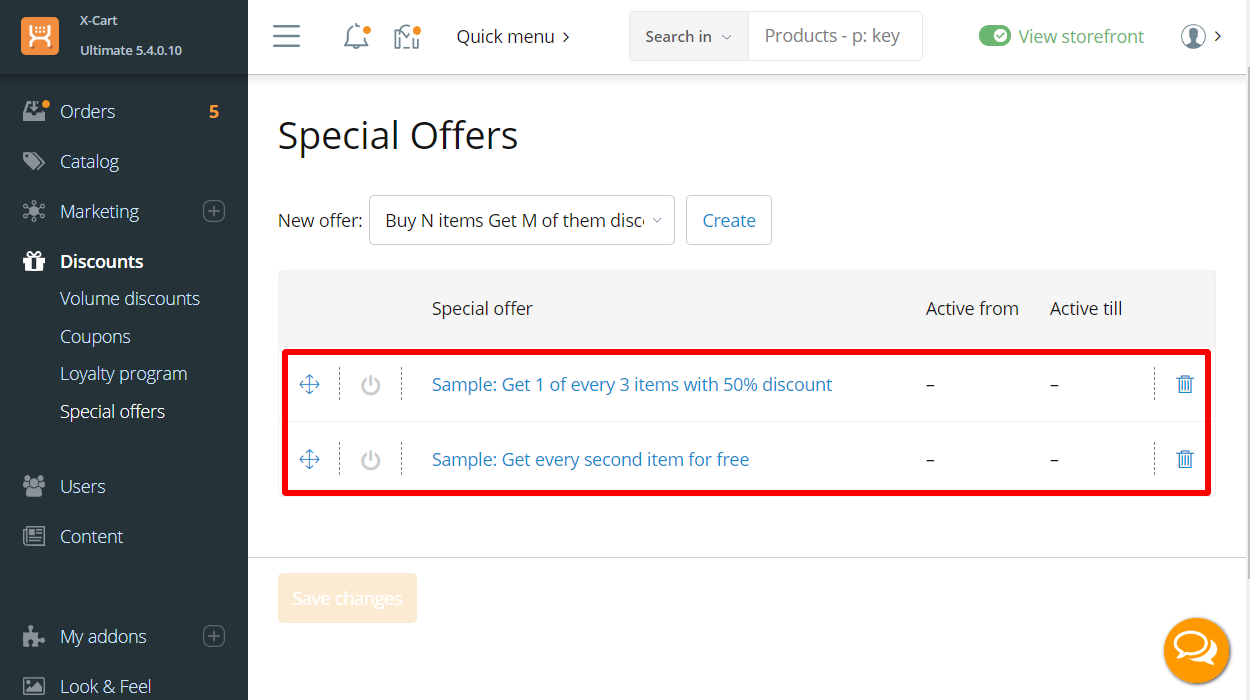 X-Cart
Ultimate 5.4.0.10
Quick menu
Search in
Products - p: key
View storefront
Orders
5
Catalog
Marketing
Discounts
Volume discounts
Coupons
Loyalty program
Special offers
Users
Content
My addons
Look & Feel
Special Offers
New offer:
Buy N items Get M of them disc
Create
Special offer
Active from
Active till
Sample: Get 1 of every 3 items with 50% discount
–
–
Sample: Get every second item for free
–
–
Save changes